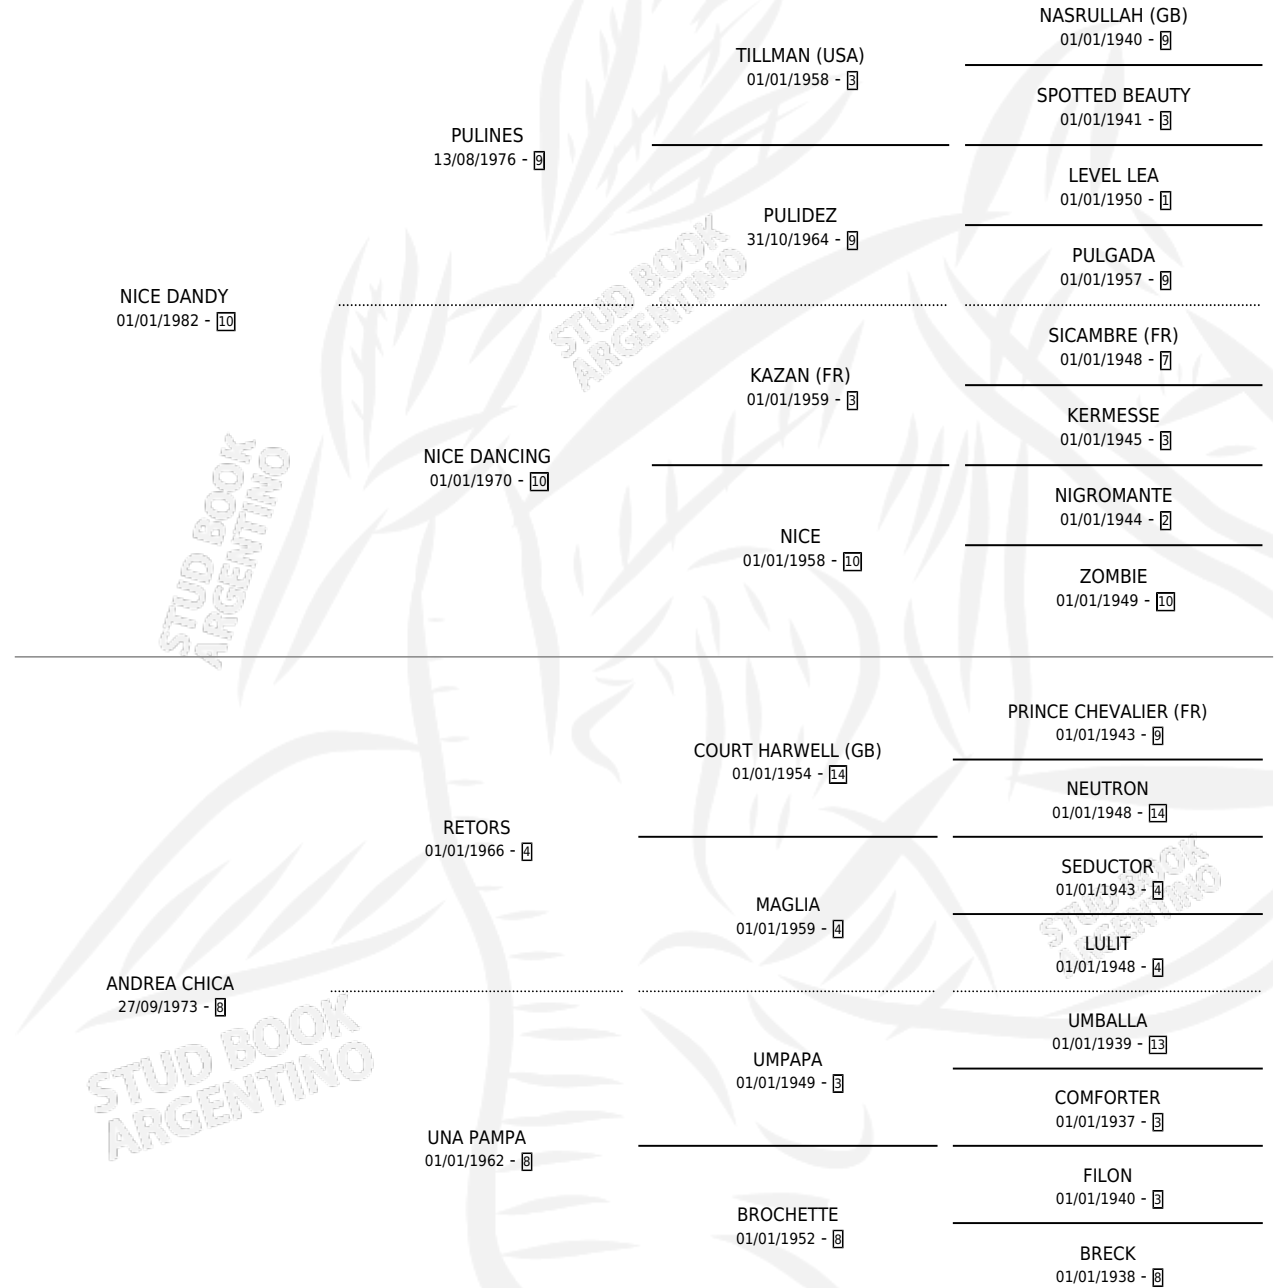 NASRULLAH (GB)
01/01/1940 - 9
TILLMAN (USA)
01/01/1958 - 3
SPOTTED BEAUTY
01/01/1941 - 3
PULINES
13/08/1976 - 9
LEVEL LEA
01/01/1950 - 1
PULIDEZ
31/10/1964 - 9
PULGADA
01/01/1957 - 9
NICE DANDY
01/01/1982 - 10
SICAMBRE (FR)
01/01/1948 - 7
KAZAN (FR)
01/01/1959 - 3
KERMESSE
01/01/1945 - 3
NICE DANCING
01/01/1970 - 10
NIGROMANTE
01/01/1944 - 2
NICE
01/01/1958 - 10
ZOMBIE
01/01/1949 - 10
STUD BOOK
ARGENTINO
STUD BOOK
ARGENTINO
PRINCE CHEVALIER (FR)
01/01/1943 - 9
COURT HARWELL (GB)
01/01/1954 - 14
NEUTRON
01/01/1948 - 14
RETORS
01/01/1966 - 4
SEDUCTOR
01/01/1943 - 4
MAGLIA
01/01/1959 - 4
LULIT
01/01/1948 - 4
ANDREA CHICA
27/09/1973 - 8
UMBALLA
01/01/1939 - 13
UMPAPA
01/01/1949 - 3
COMFORTER
01/01/1937 - 3
UNA PAMPA
01/01/1962 - 8
FILON
01/01/1940 - 3
BROCHETTE
01/01/1952 - 8
BRECK
01/01/1938 - 8
STUD BOOK
ARGENTINO
STUD BOOK
ARGENTINO